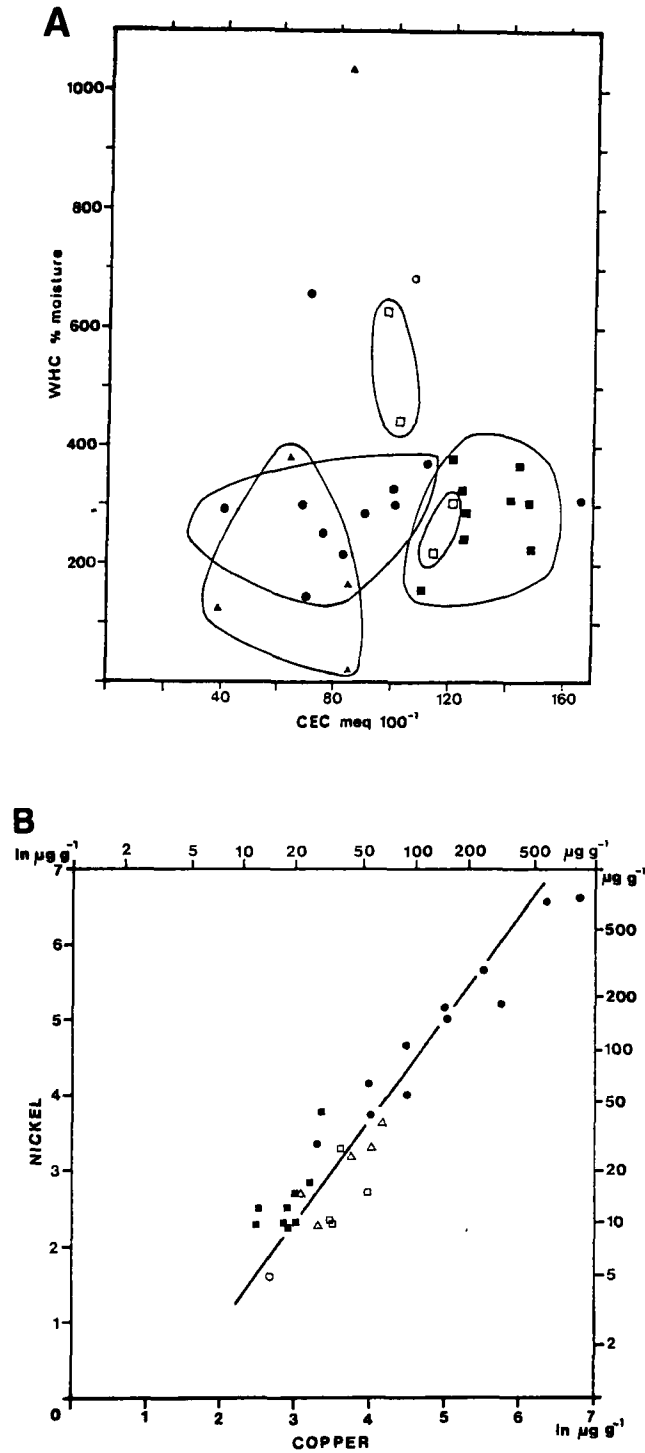 A
1000
800
600
400
200
WHC % moisture
40 80 120 160
CEC meq 100⁻¹
B
ln µg g⁻¹ 2 5 10 20 50 100 200 500 µg g⁻¹
7
6
5
4
3
2
1
0
NICKEL
µg g⁻¹
500
200
100
50
20
10
5
2
1 2 3 4 5 6 7
ln µg g⁻¹
COPPER